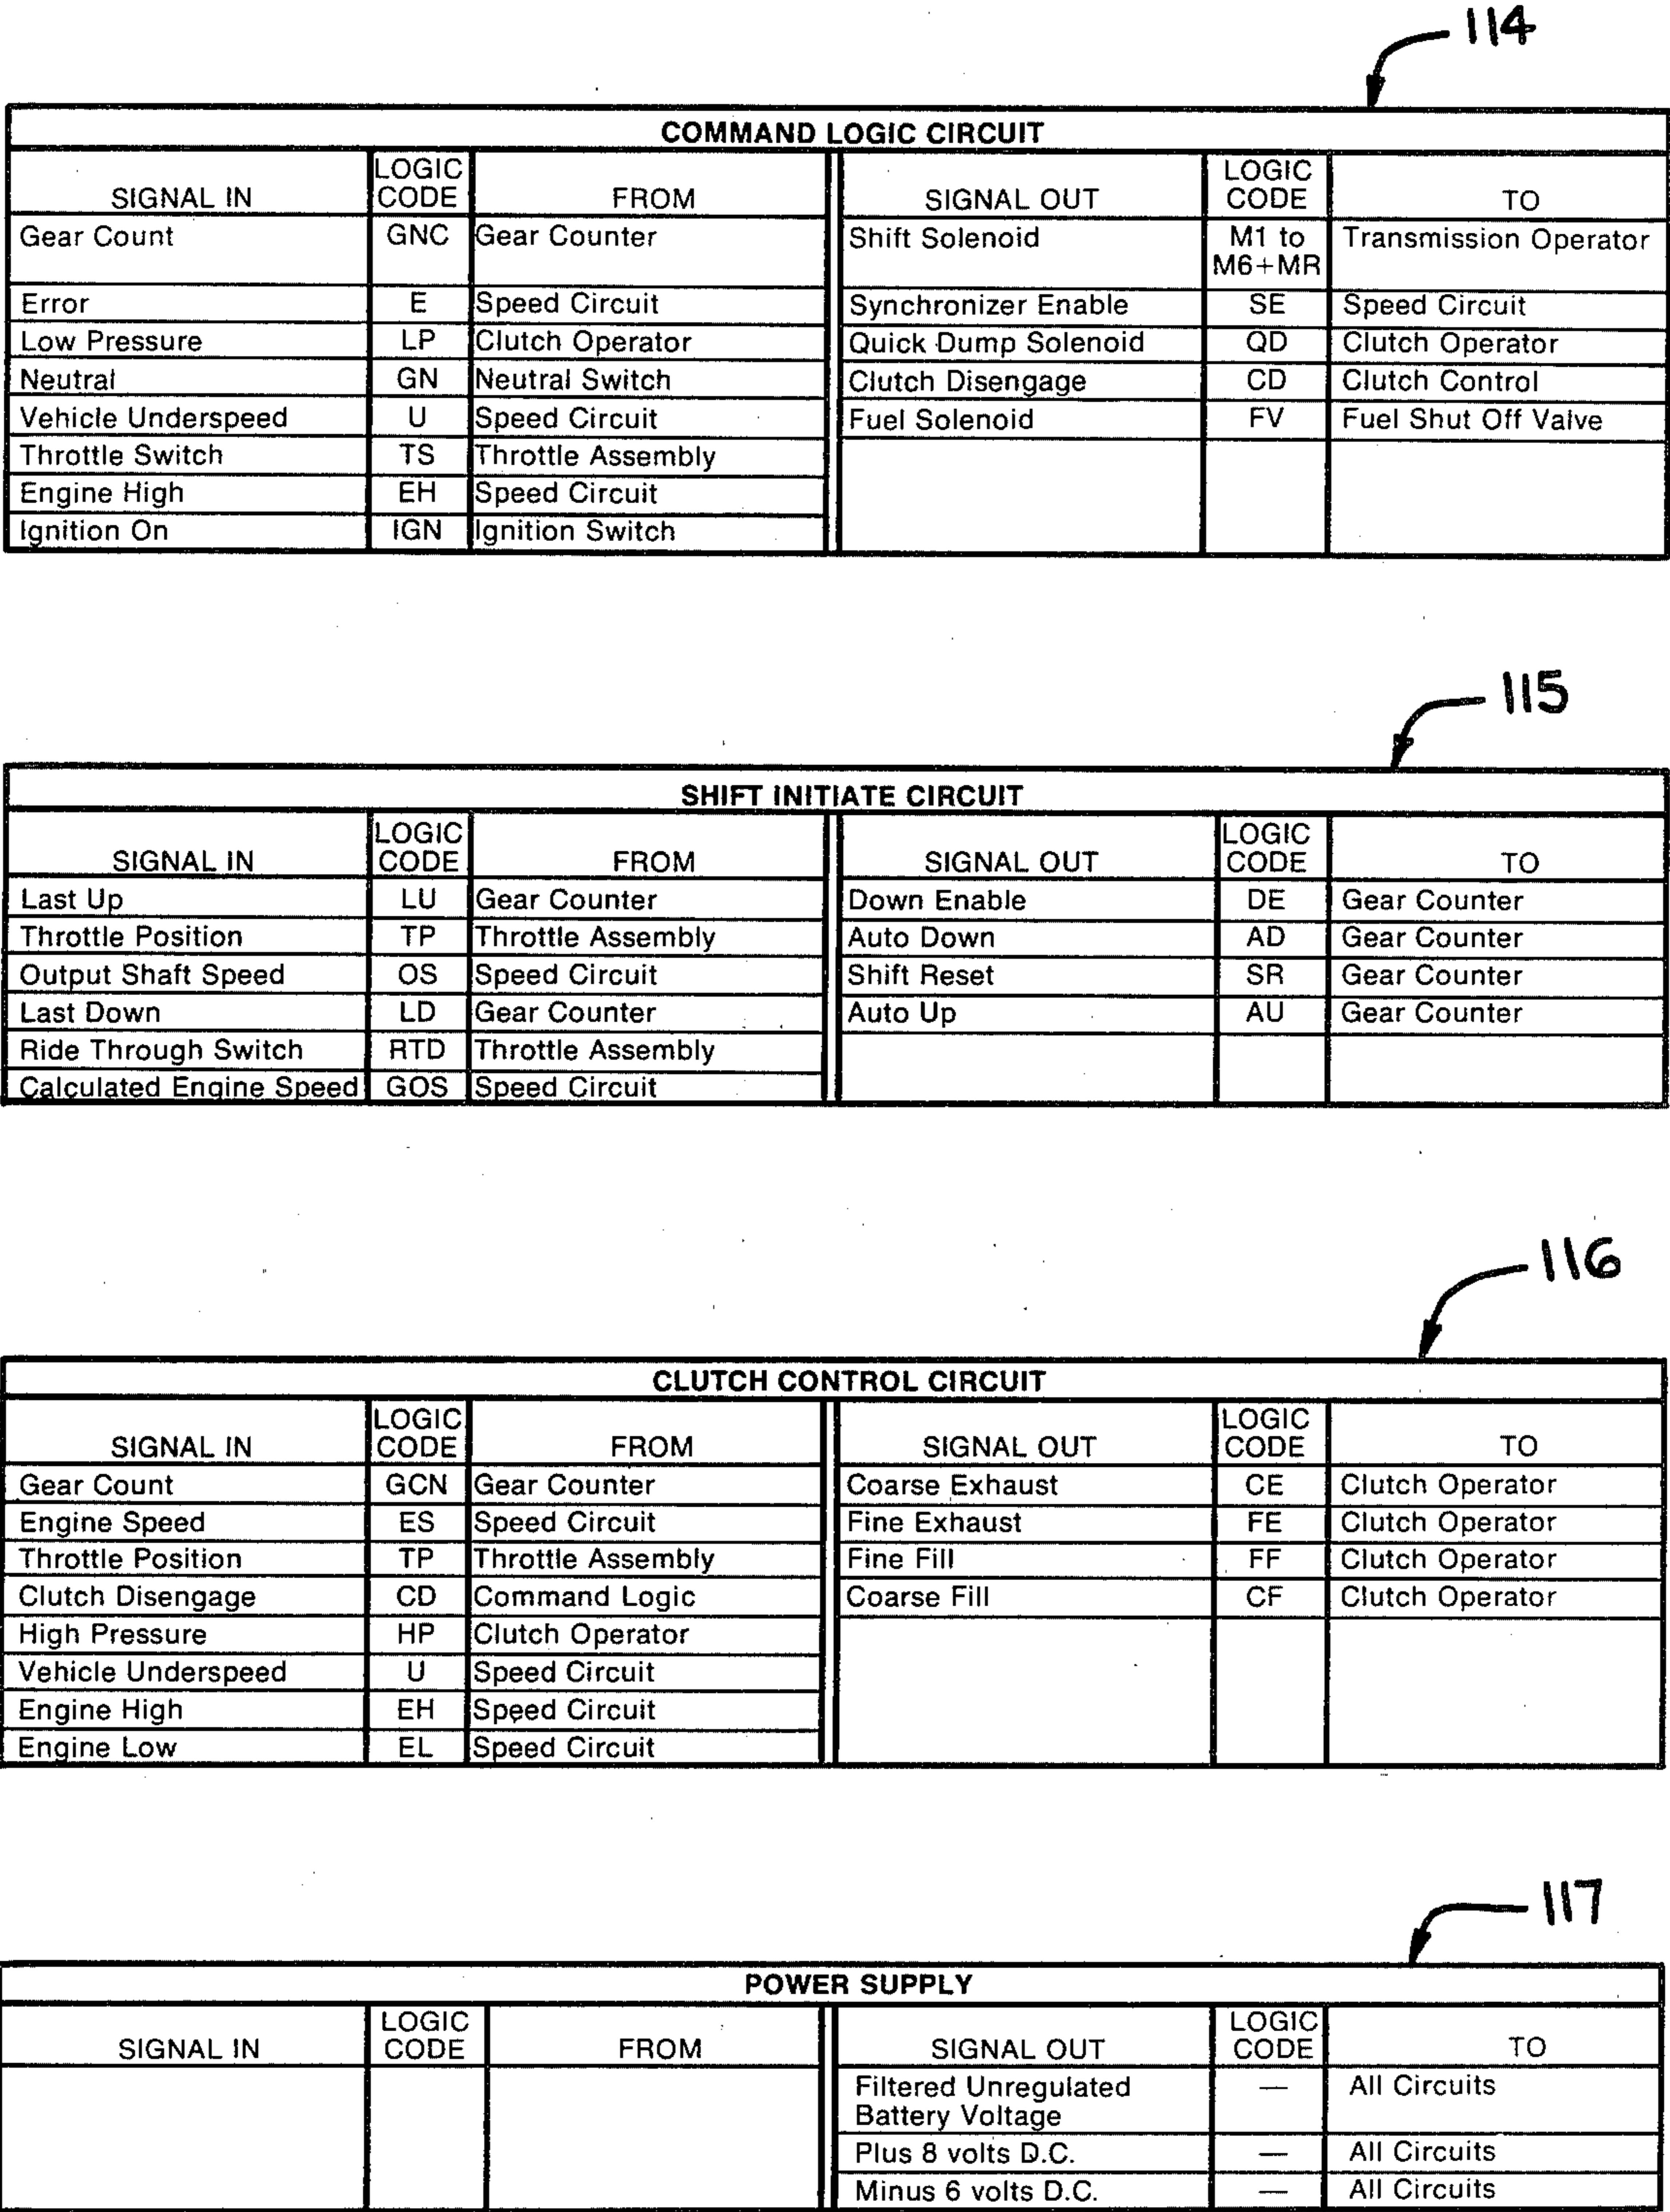 114
COMMAND LOGIC CIRCUIT
SIGNAL IN LOGIC CODE FROM SIGNAL OUT LOGIC CODE TO
Gear Count GNC Gear Counter Shift Solenoid M1 to M6+MR Transmission Operator
Error E Speed Circuit Synchronizer Enable SE Speed Circuit
Low Pressure LP Clutch Operator Quick Dump Solenoid QD Clutch Operator
Neutral GN Neutral Switch Clutch Disengage CD Clutch Control
Vehicle Underspeed U Speed Circuit Fuel Solenoid FV Fuel Shut Off Valve
Throttle Switch TS Throttle Assembly
Engine High EH Speed Circuit
Ignition On IGN Ignition Switch
115
SHIFT INITIATE CIRCUIT
SIGNAL IN LOGIC CODE FROM SIGNAL OUT LOGIC CODE TO
Last Up LU Gear Counter Down Enable DE Gear Counter
Throttle Position TP Throttle Assembly Auto Down AD Gear Counter
Output Shaft Speed OS Speed Circuit Shift Reset SR Gear Counter
Last Down LD Gear Counter Auto Up AU Gear Counter
Ride Through Switch RTD Throttle Assembly
Calculated Engine Speed GOS Speed Circuit
116
CLUTCH CONTROL CIRCUIT
SIGNAL IN LOGIC CODE FROM SIGNAL OUT LOGIC CODE TO
Gear Count GCN Gear Counter Coarse Exhaust CE Clutch Operator
Engine Speed ES Speed Circuit Fine Exhaust FE Clutch Operator
Throttle Position TP Throttle Assembly Fine Fill FF Clutch Operator
Clutch Disengage CD Command Logic Coarse Fill CF Clutch Operator
High Pressure HP Clutch Operator
Vehicle Underspeed U Speed Circuit
Engine High EH Speed Circuit
Engine Low EL Speed Circuit
117
POWER SUPPLY
SIGNAL IN LOGIC CODE FROM SIGNAL OUT LOGIC CODE TO
Filtered Unregulated Battery Voltage — All Circuits
Plus 8 volts D.C. — All Circuits
Minus 6 volts D.C. — All Circuits